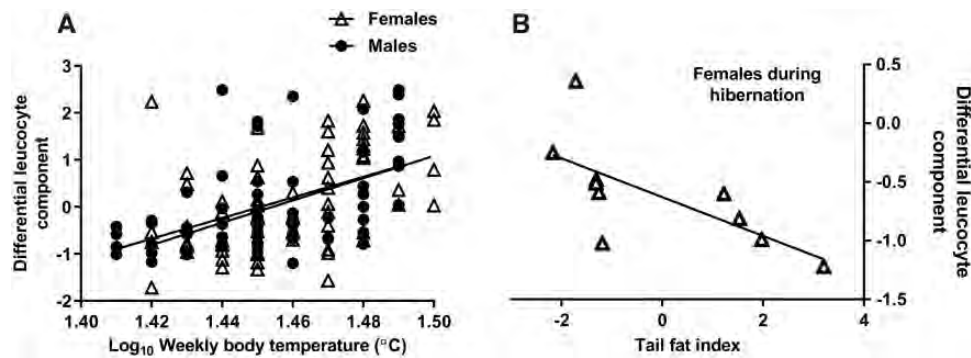 A
Females
Males
Differential leucocyte
component
3
2
1
0
-1
-2
1.40
1.42
1.44
1.46
1.48
1.50
Log10 Weekly body temperature (°C)
B
Females during
hibernation
0.5
0.0
-0.5
-1.0
-1.5
Differential leucocyte
component
-2
0
2
4
Tail fat index